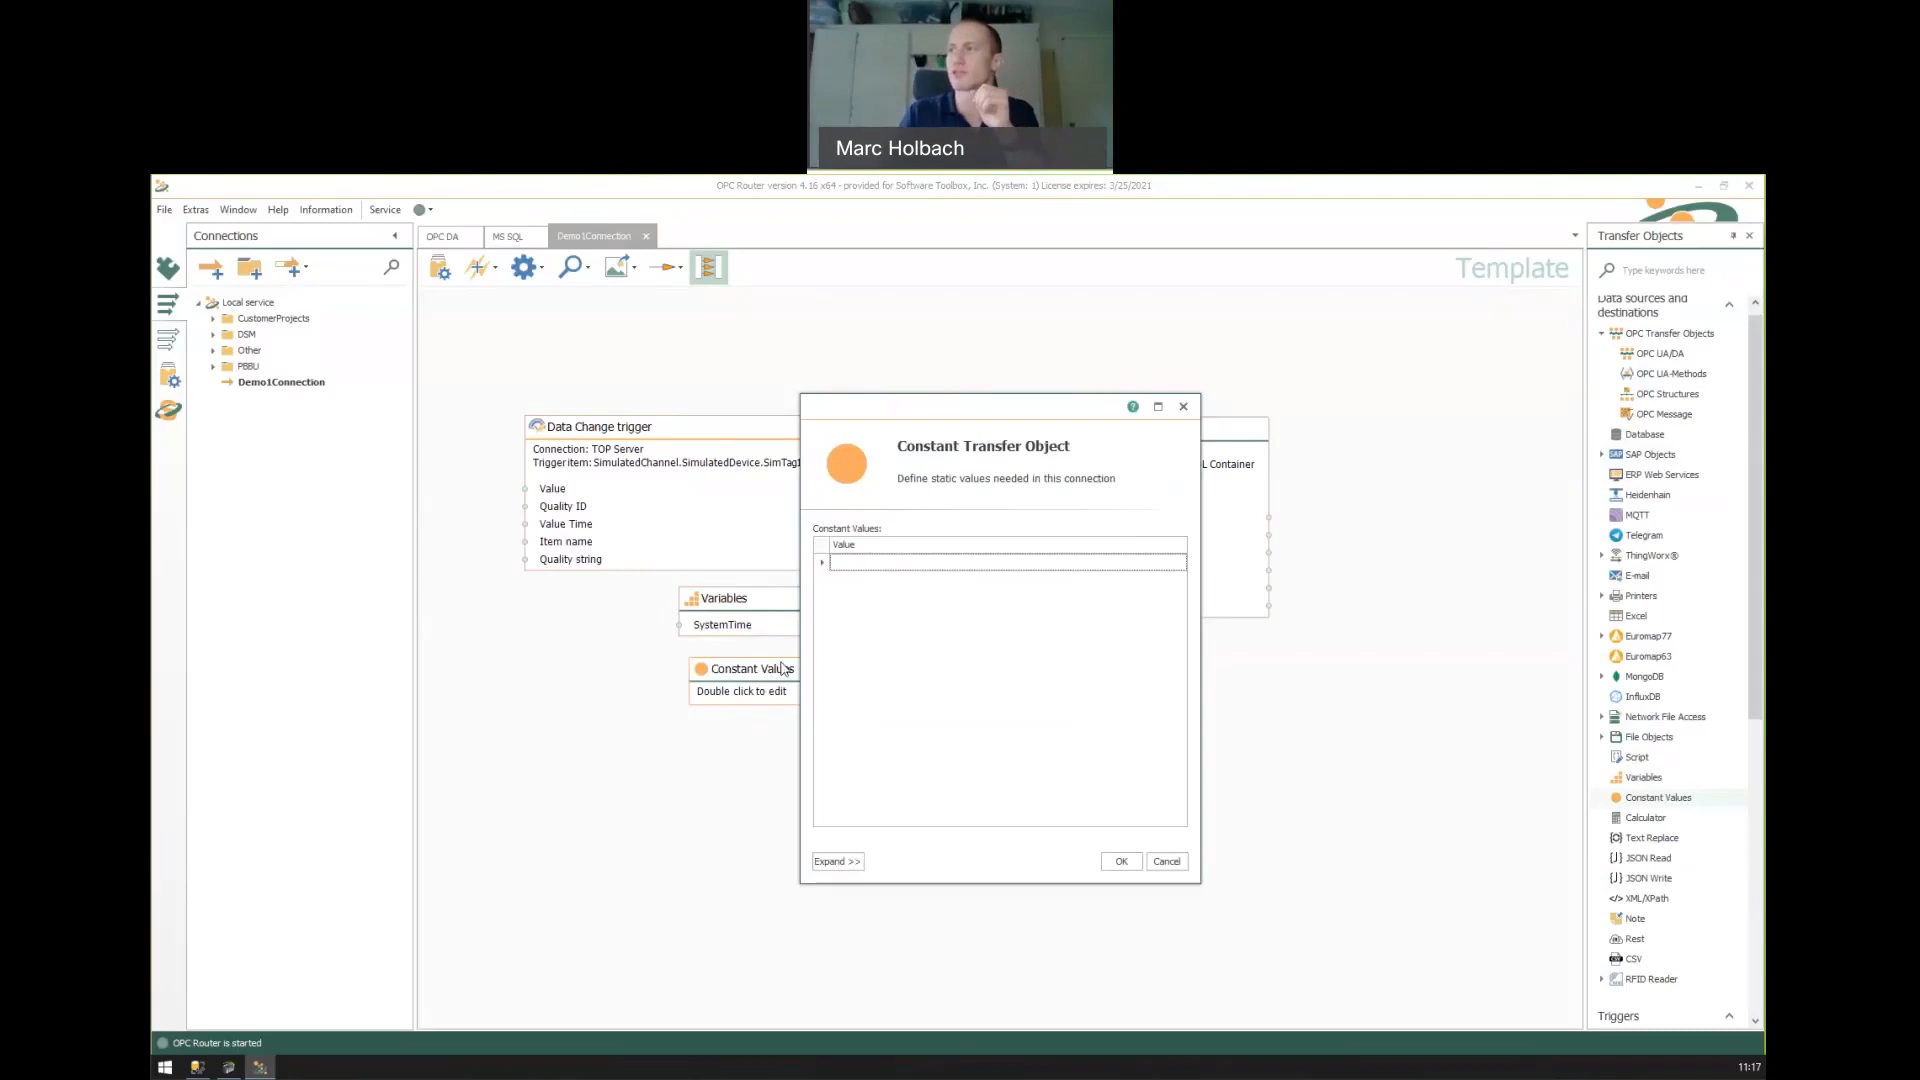 Marc Holbach
OPC Router version 4.16 x64 - provided for Software Toolbox, Inc. (System: 1) License expires: 3/25/2021
File Extras Window Help Information Service
Connections
OPC DA
MS SQL
Demo1Connection
Template
Local service
CustomerProjects
DSM
Other
PBBU
Demo1Connection
Data Change trigger
Connection: TOP Server
Triggeritem: SimulatedChannel.SimulatedDevice.SimTag1
Value
Quality ID
Value Time
Item name
Quality string
Variables
SystemTime
Constant Values
Double click to edit
Constant Transfer Object
Define static values needed in this connection
Constant Values:
Value
Expand >>
OK
Cancel
L Container
Transfer Objects
Type keywords here
Data sources and
destinations
OPC Transfer Objects
OPC UA/DA
OPC UA-Methods
OPC Structures
OPC Message
Database
SAP SAP Objects
ERP Web Services
Heidenhain
MQTT
Telegram
ThingWorx®
E-mail
Printers
Excel
Euromap77
Euromap63
MongoDB
InfluxDB
Network File Access
File Objects
Script
Variables
Constant Values
Calculator
Text Replace
JSON Read
JSON Write
XML/XPath
Note
Rest
CSV
RFID Reader
Triggers
OPC Router is started
11:17